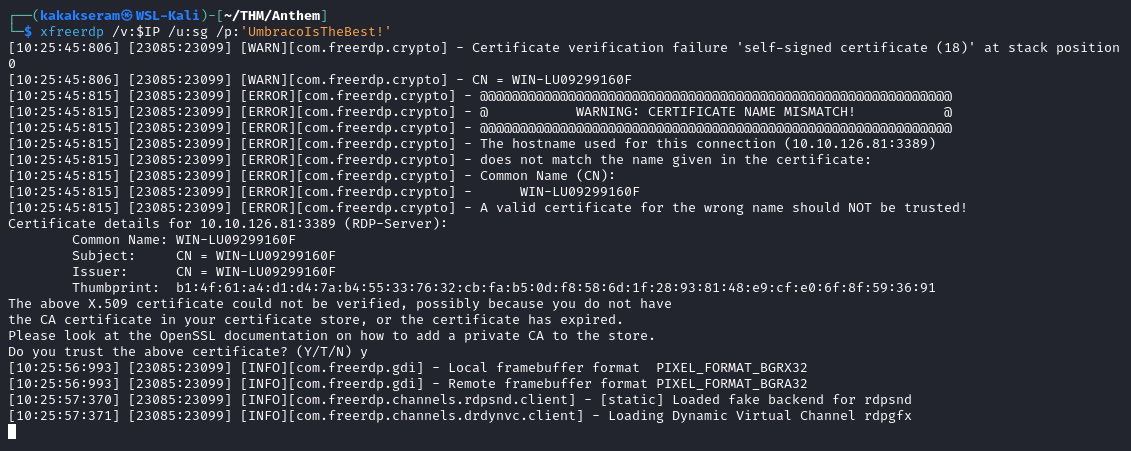 ┌──(kakakseram㉿WSL-Kali)-[~/THM/Anthem]
└─$ xfreerdp /v:$IP /u:sg /p:'UmbracoIsTheBest!'
[10:25:45:806] [23085:23099] [WARN][com.freerdp.crypto] - Certificate verification failure 'self-signed certificate (18)' at stack position
0
[10:25:45:806] [23085:23099] [WARN][com.freerdp.crypto] - CN = WIN-LU09299160F
[10:25:45:815] [23085:23099] [ERROR][com.freerdp.crypto] - @@@@@@@@@@@@@@@@@@@@@@@@@@@@@@@@@@@@@@@@@@@@@@@@@@@@@@@@@@@
[10:25:45:815] [23085:23099] [ERROR][com.freerdp.crypto] - @           WARNING: CERTIFICATE NAME MISMATCH!           @
[10:25:45:815] [23085:23099] [ERROR][com.freerdp.crypto] - @@@@@@@@@@@@@@@@@@@@@@@@@@@@@@@@@@@@@@@@@@@@@@@@@@@@@@@@@@@
[10:25:45:815] [23085:23099] [ERROR][com.freerdp.crypto] - The hostname used for this connection (10.10.126.81:3389)
[10:25:45:815] [23085:23099] [ERROR][com.freerdp.crypto] - does not match the name given in the certificate:
[10:25:45:815] [23085:23099] [ERROR][com.freerdp.crypto] - Common Name (CN):
[10:25:45:815] [23085:23099] [ERROR][com.freerdp.crypto] -      WIN-LU09299160F
[10:25:45:815] [23085:23099] [ERROR][com.freerdp.crypto] - A valid certificate for the wrong name should NOT be trusted!
Certificate details for 10.10.126.81:3389 (RDP-Server):
        Common Name: WIN-LU09299160F
        Subject:     CN = WIN-LU09299160F
        Issuer:      CN = WIN-LU09299160F
        Thumbprint:  b1:4f:61:a4:d1:d4:7a:b4:55:33:76:32:cb:fa:b5:0d:f8:58:6d:1f:28:93:81:48:e9:cf:e0:6f:8f:59:36:91
The above X.509 certificate could not be verified, possibly because you do not have
the CA certificate in your certificate store, or the certificate has expired.
Please look at the OpenSSL documentation on how to add a private CA to the store.
Do you trust the above certificate? (Y/T/N) y
[10:25:56:993] [23085:23099] [INFO][com.freerdp.gdi] - Local framebuffer format  PIXEL_FORMAT_BGRX32
[10:25:56:993] [23085:23099] [INFO][com.freerdp.gdi] - Remote framebuffer format PIXEL_FORMAT_BGRA32
[10:25:57:370] [23085:23099] [INFO][com.freerdp.channels.rdpsnd.client] - [static] Loaded fake backend for rdpsnd
[10:25:57:371] [23085:23099] [INFO][com.freerdp.channels.drdynvc.client] - Loading Dynamic Virtual Channel rdpgfx